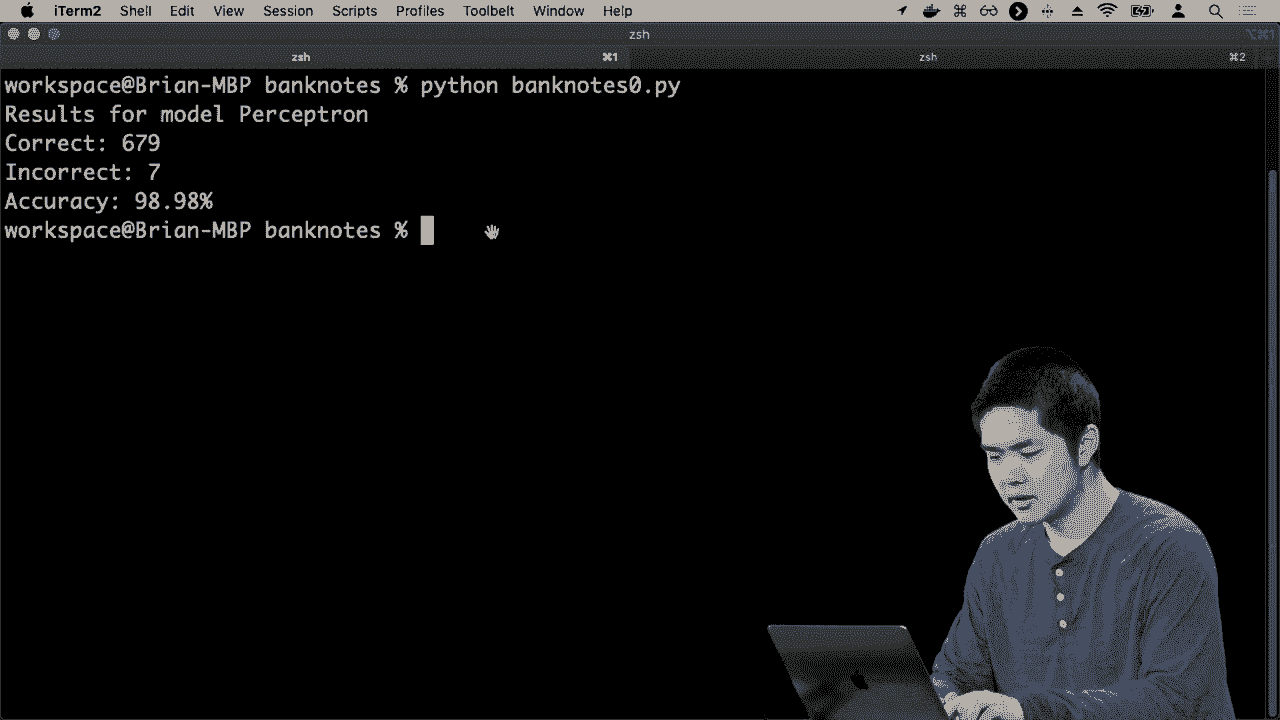 iTerm2 Shell Edit View Session Scripts Profiles Toolbelt Window Help
zsh ⌥⌘1
zsh ⌘1 zsh ⌘2
workspace@Brian-MBP banknotes % python banknotes0.py
Results for model Perceptron
Correct: 679
Incorrect: 7
Accuracy: 98.98%
workspace@Brian-MBP banknotes %